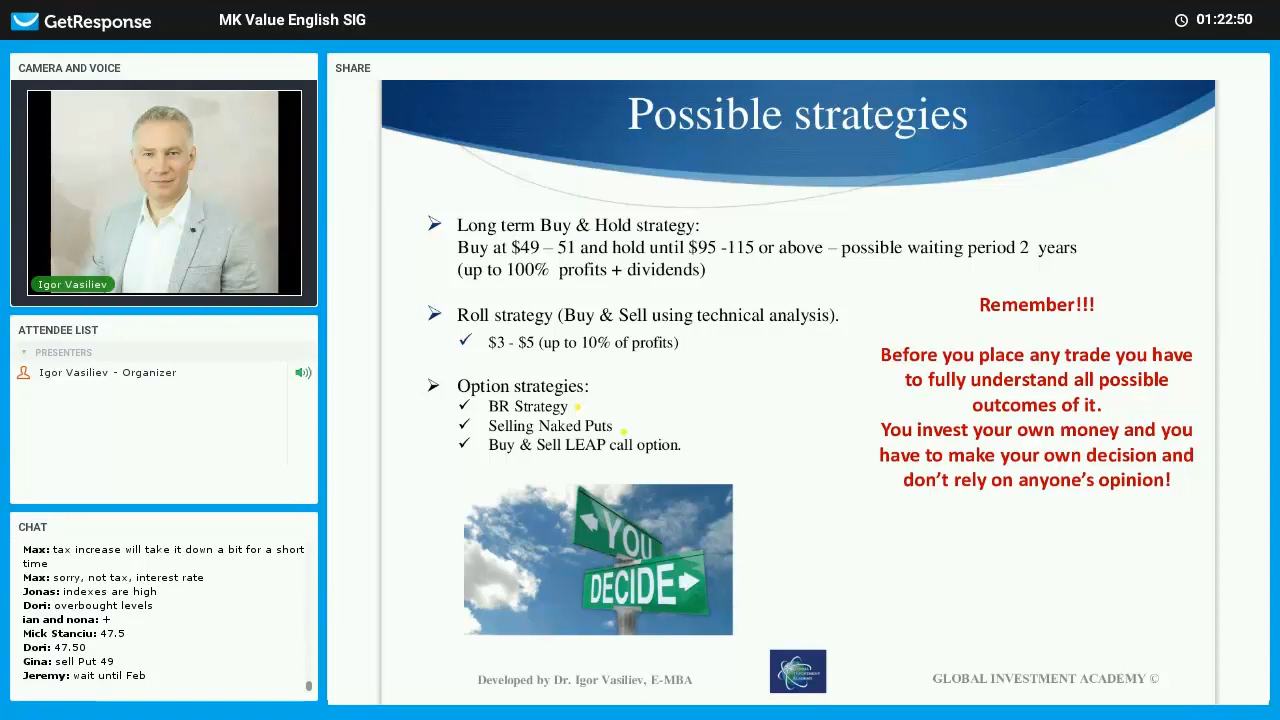 GetResponse
MK Value English SIG
01:22:50
CAMERA AND VOICE
Igor Vasiliev
ATTENDEE LIST
PRESENTERS
Igor Vasiliev - Organizer
CHAT
Max: tax increase will take it down a bit for a short
time
Max: sorry, not tax, interest rate
Jonas: indexes are high
Dori: overbought levels
ian and nona: +
Mick Stanciu: 47.5
Dori: 47.50
Gina: sell Put 49
Jeremy: wait until Feb
SHARE
Possible strategies
Long term Buy & Hold strategy:
Buy at $49 – 51 and hold until $95 -115 or above – possible waiting period 2 years
(up to 100% profits + dividends)
Roll strategy (Buy & Sell using technical analysis).
$3 - $5 (up to 10% of profits)
Option strategies:
BR Strategy
Selling Naked Puts
Buy & Sell LEAP call option.
Remember!!!
Before you place any trade you have
to fully understand all possible
outcomes of it.
You invest your own money and you
have to make your own decision and
don't rely on anyone's opinion!
YOU
DECIDE
Developed by Dr. Igor Vasiliev, E-MBA
GLOBAL INVESTMENT ACADEMY ©